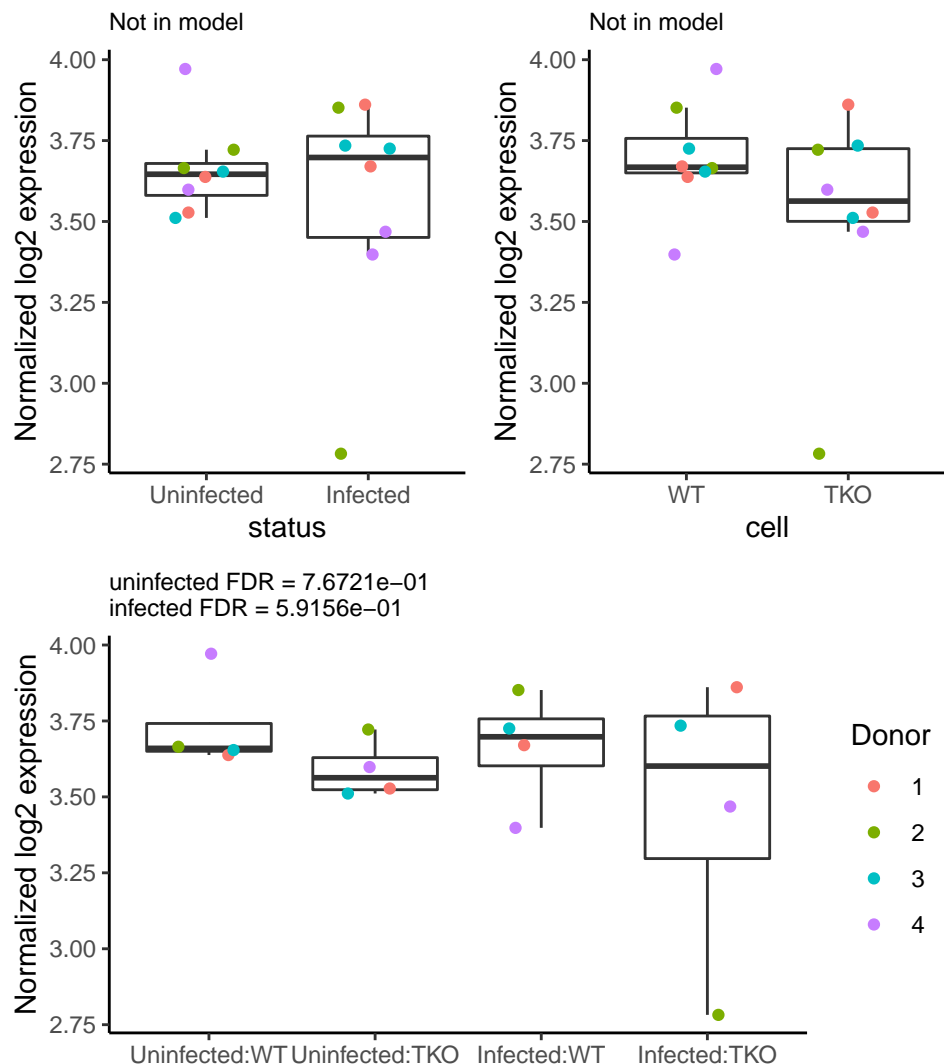 Not in model
Normalized log2 expression
4.00
3.75
3.50
3.25
3.00
2.75
Uninfected Infected
status
Not in model
Normalized log2 expression
4.00
3.75
3.50
3.25
3.00
2.75
WT TKO
cell
uninfected FDR = 7.6721e−01
infected FDR = 5.9156e−01
Normalized log2 expression
4.00
3.75
3.50
3.25
3.00
2.75
Uninfected:WT Uninfected:TKO Infected:WT Infected:TKO
Donor
1
2
3
4